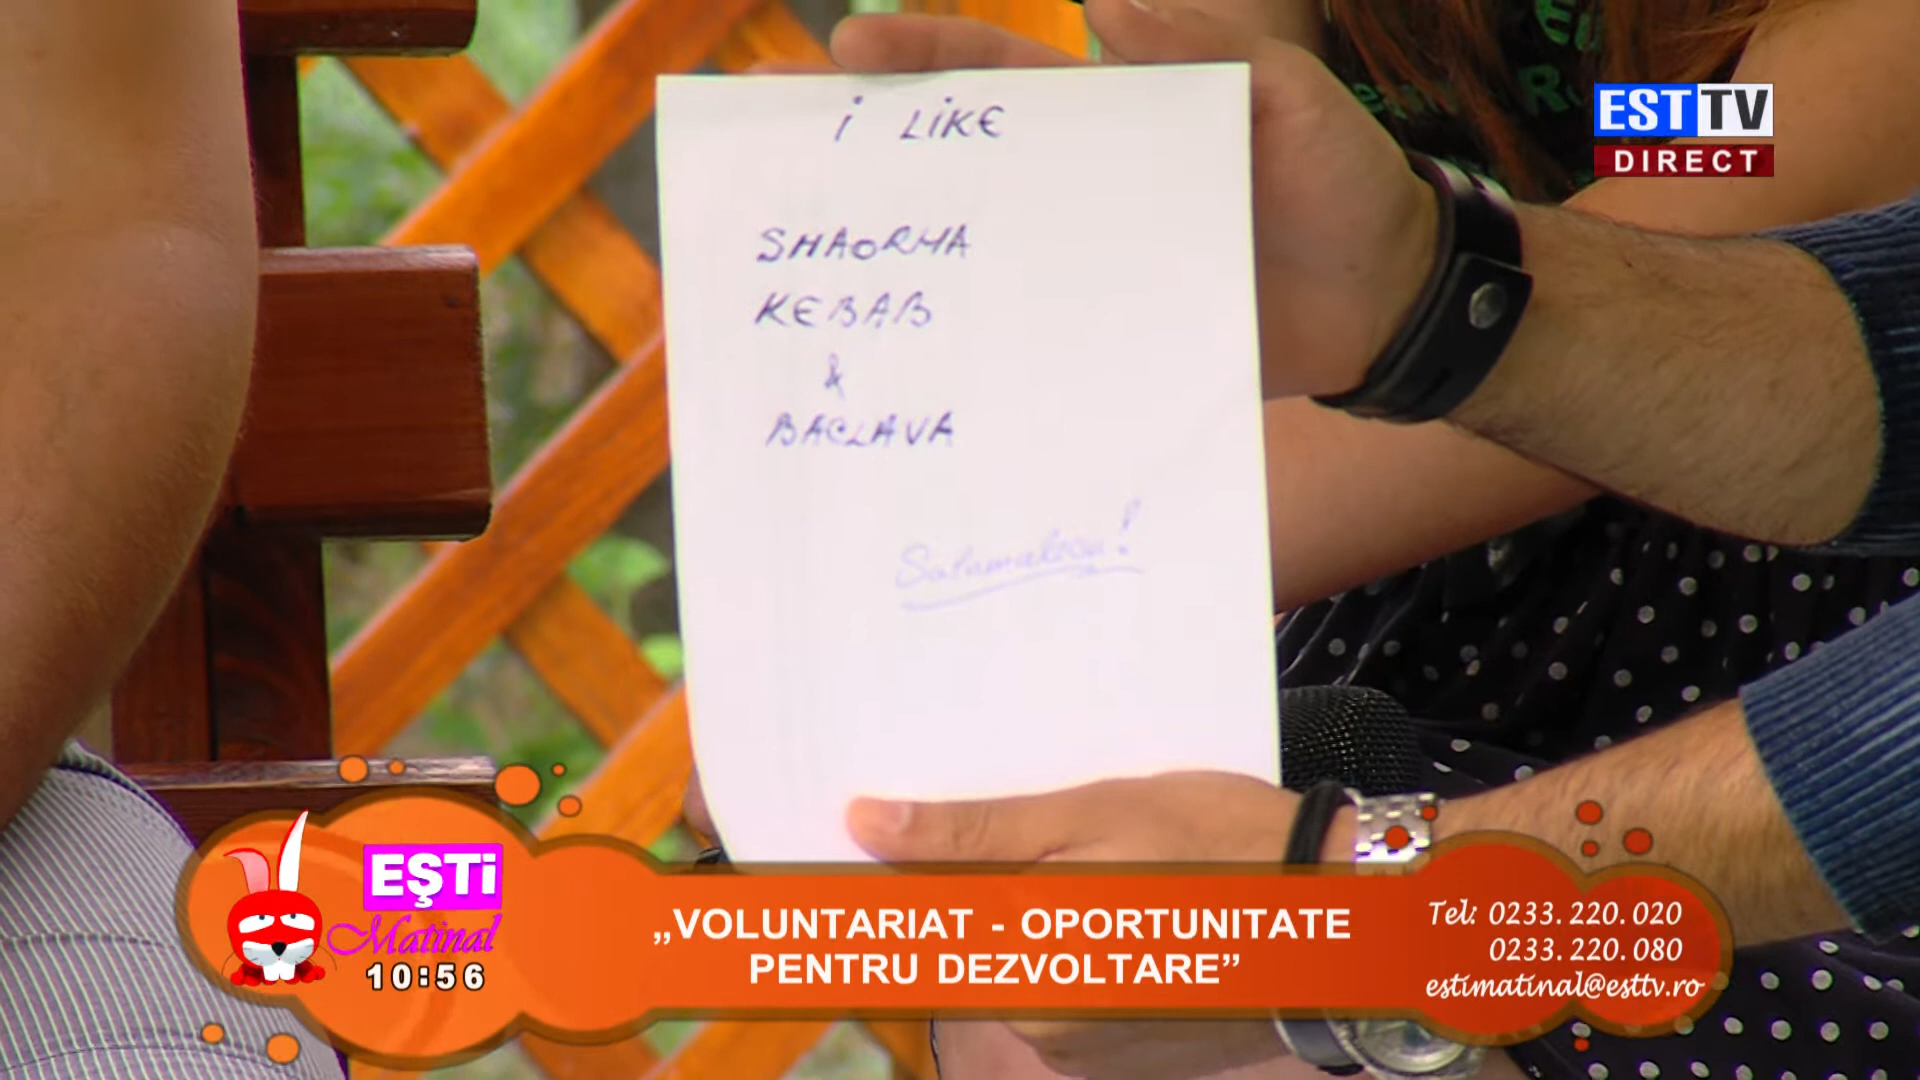 i LiKE
SHAORMA
KEBAB
&
BACLAVA
Salamalecu!
EST TV
DIRECT
EŞTi
Matinal
10:56
„VOLUNTARIAT - OPORTUNITATE
PENTRU DEZVOLTARE”
Tel: 0233.220.020
0233.220.080
estimatinal@esttv.ro